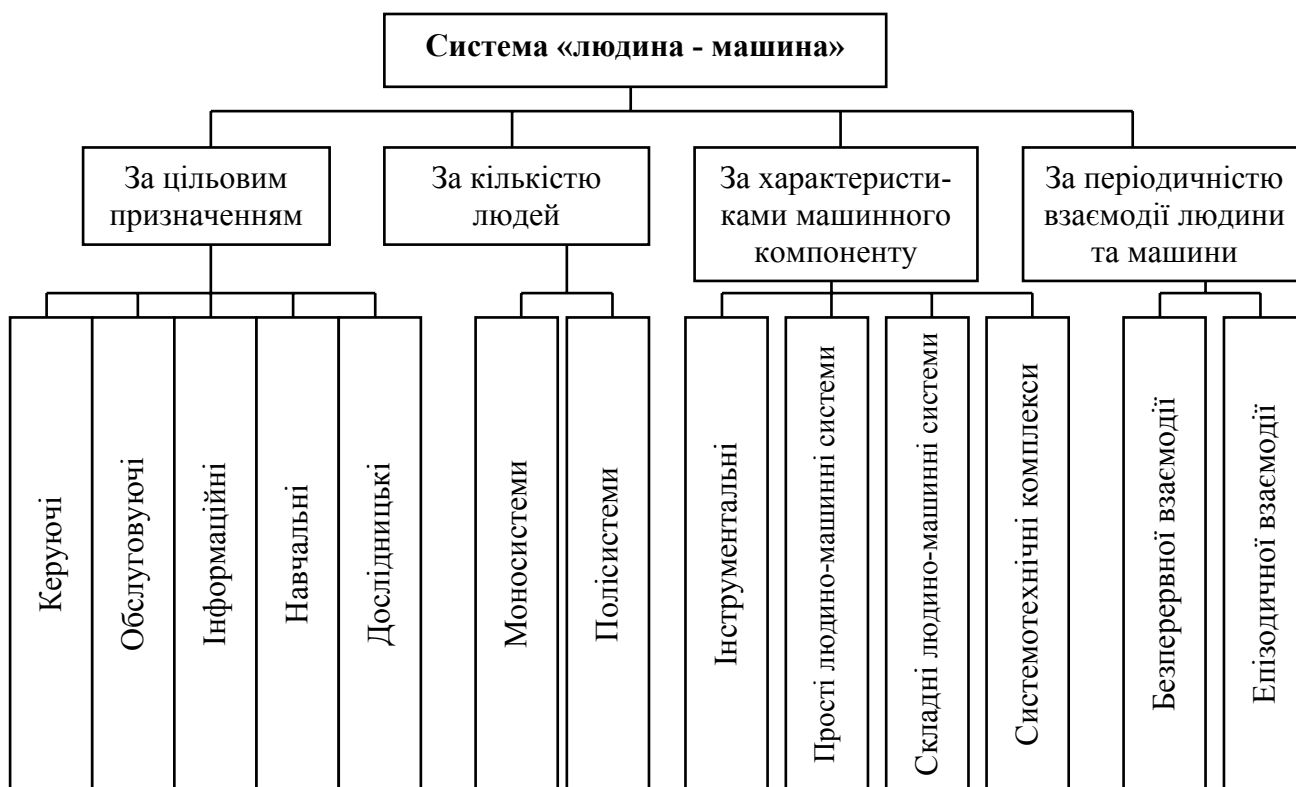 Система «людина - машина»
За цільовим
призначенням
За кількістю
людей
За характеристи-
ками машинного
компоненту
За періодичністю
взаємодії людини
та машини
Керуючі
Обслуговуючі
Інформаційні
Навчальні
Дослідницькі
Моносистеми
Полісистеми
Інструментальні
Прості людино-машинні системи
Складні людино-машинні системи
Системотехнічні комплекси
Безперервної взаємодії
Епізодичної взаємодії